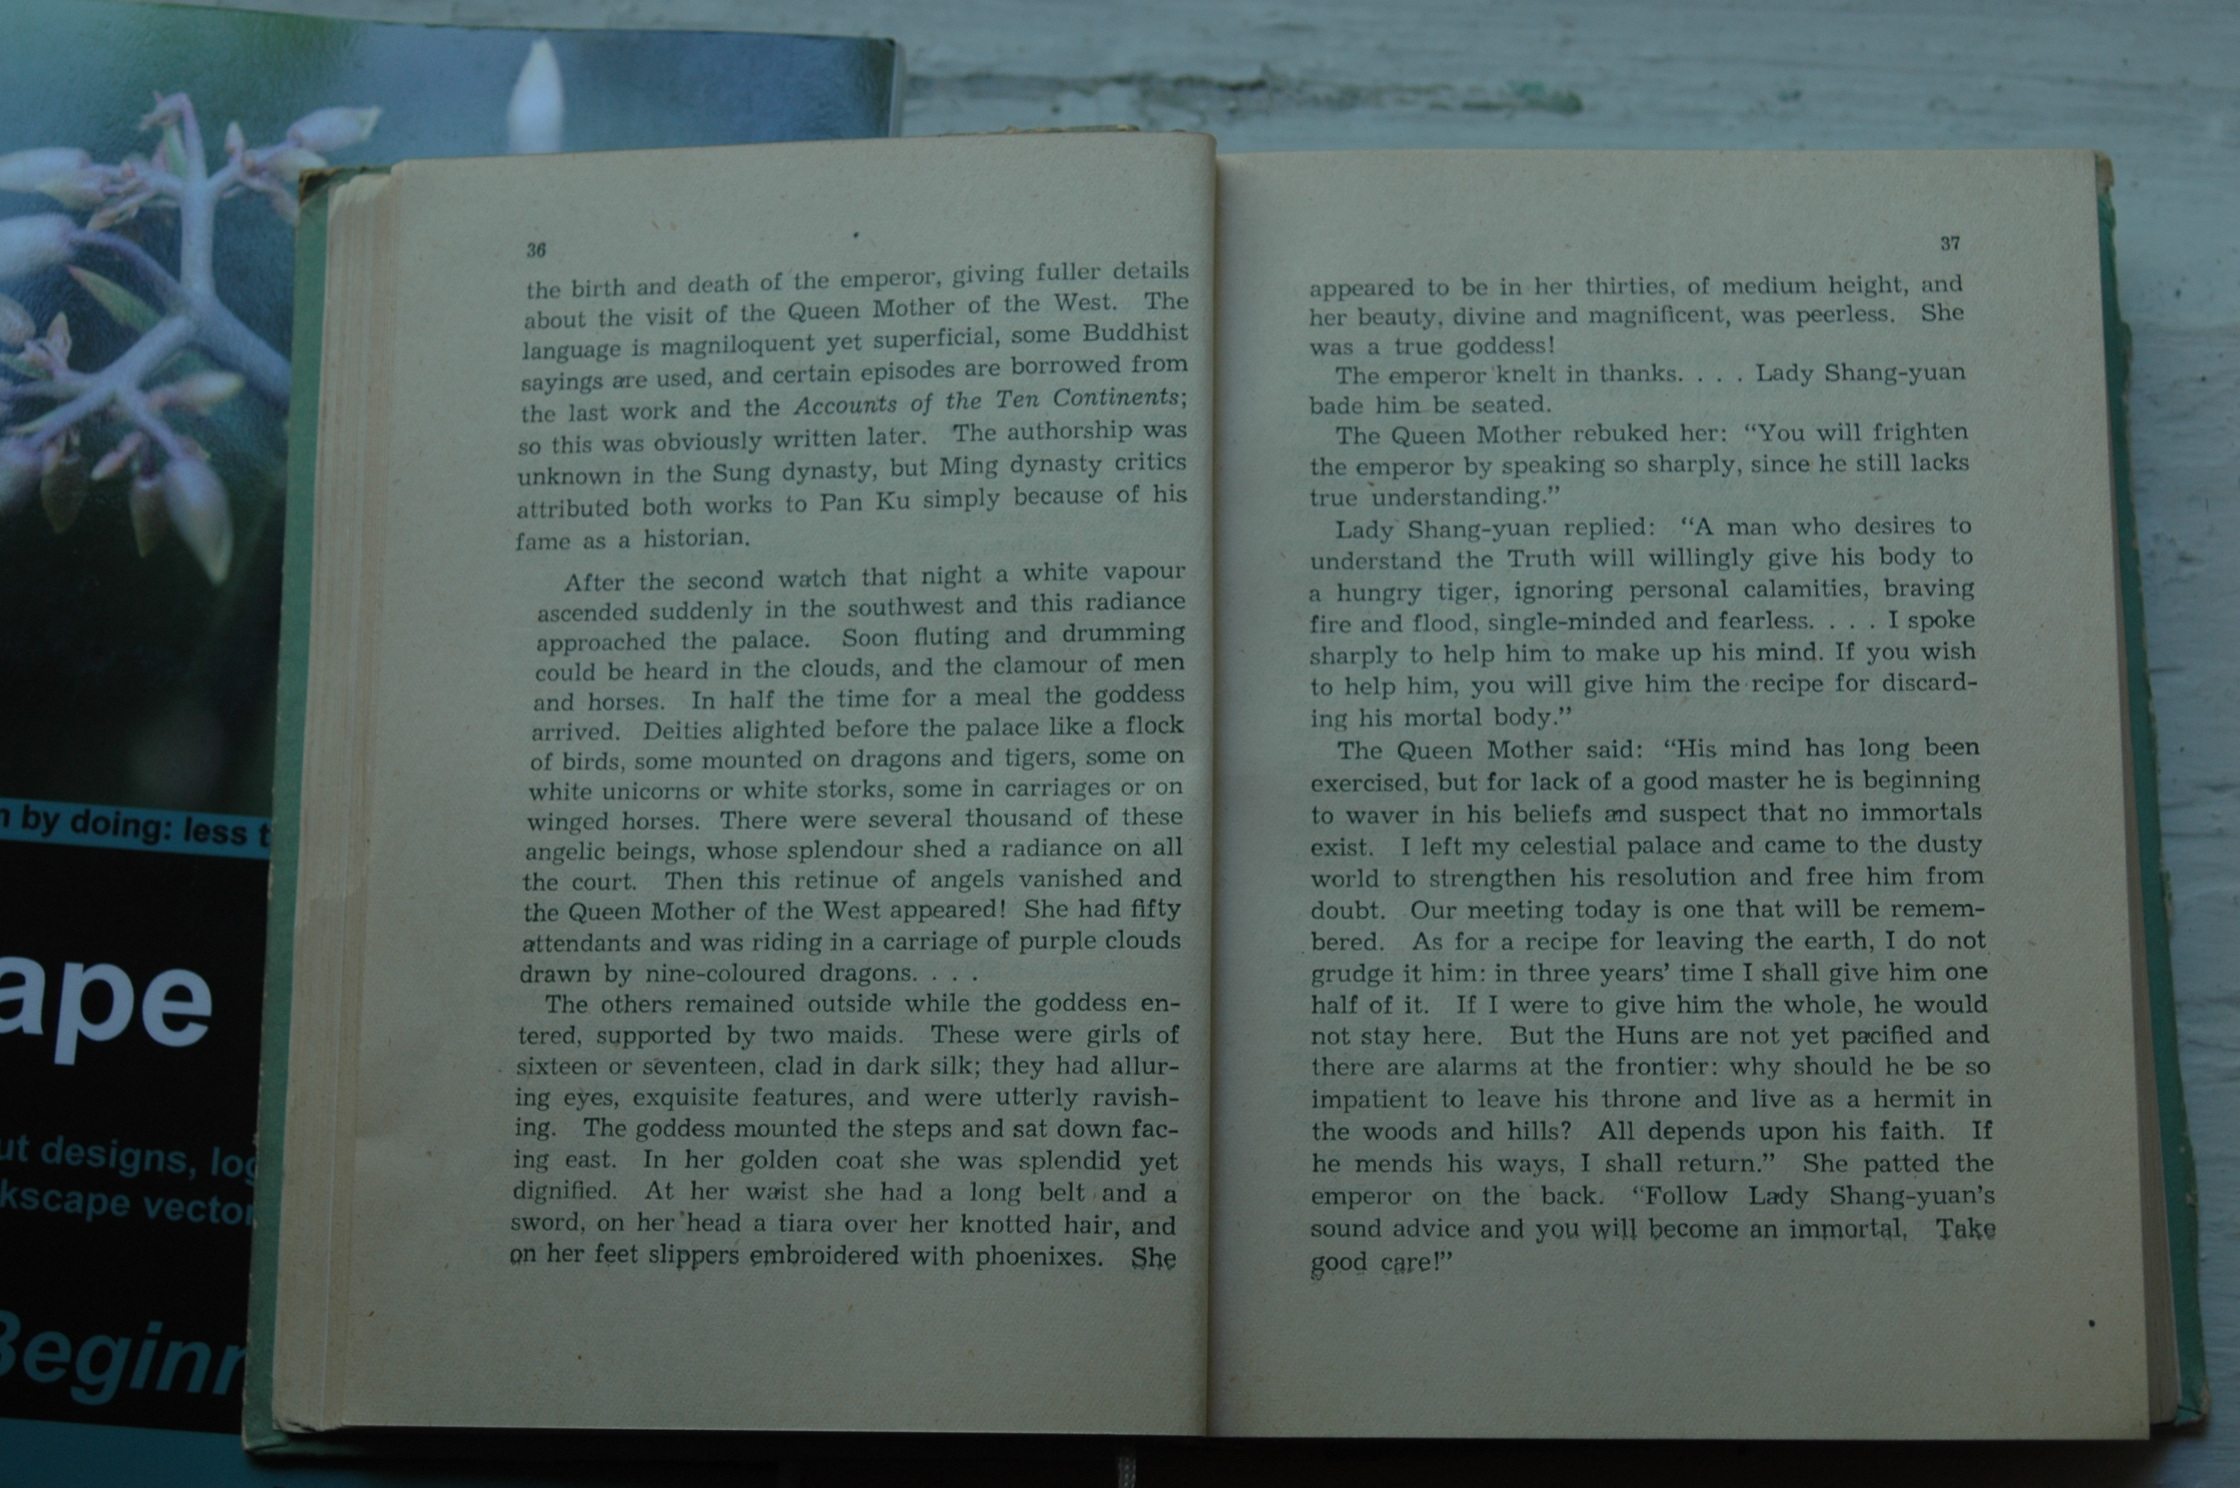 36
the birth and death of the emperor, giving fuller details
about the visit of the Queen Mother of the West. The
language is magniloquent yet superficial, some Buddhist
sayings are used, and certain episodes are borrowed from
the last work and the Accounts of the Ten Continents;
so this was obviously written later. The authorship was
unknown in the Sung dynasty, but Ming dynasty critics
attributed both works to Pan Ku simply because of his
fame as a historian.
After the second watch that night a white vapour
ascended suddenly in the southwest and this radiance
approached the palace. Soon fluting and drumming
could be heard in the clouds, and the clamour of men
and horses. In half the time for a meal the goddess
arrived. Deities alighted before the palace like a flock
of birds, some mounted on dragons and tigers, some on
white unicorns or white storks, some in carriages or on
winged horses. There were several thousand of these
angelic beings, whose splendour shed a radiance on all
the court. Then this retinue of angels vanished and
the Queen Mother of the West appeared! She had fifty
attendants and was riding in a carriage of purple clouds
drawn by nine-coloured dragons. . . .
The others remained outside while the goddess en-
tered, supported by two maids. These were girls of
sixteen or seventeen, clad in dark silk; they had allur-
ing eyes, exquisite features, and were utterly ravish-
ing. The goddess mounted the steps and sat down fac-
ing east. In her golden coat she was splendid yet
dignified. At her waist she had a long belt and a
sword, on her head a tiara over her knotted hair, and
on her feet slippers embroidered with phoenixes. She
37
appeared to be in her thirties, of medium height, and
her beauty, divine and magnificent, was peerless. She
was a true goddess!
The emperor knelt in thanks. . . . Lady Shang-yuan
bade him be seated.
The Queen Mother rebuked her: “You will frighten
the emperor by speaking so sharply, since he still lacks
true understanding.”
Lady Shang-yuan replied: “A man who desires to
understand the Truth will willingly give his body to
a hungry tiger, ignoring personal calamities, braving
fire and flood, single-minded and fearless. . . . I spoke
sharply to help him to make up his mind. If you wish
to help him, you will give him the recipe for discard-
ing his mortal body.”
The Queen Mother said: “His mind has long been
exercised, but for lack of a good master he is beginning
to waver in his beliefs and suspect that no immortals
exist. I left my celestial palace and came to the dusty
world to strengthen his resolution and free him from
doubt. Our meeting today is one that will be remem-
bered. As for a recipe for leaving the earth, I do not
grudge it him: in three years’ time I shall give him one
half of it. If I were to give him the whole, he would
not stay here. But the Huns are not yet pacified and
there are alarms at the frontier: why should he be so
impatient to leave his throne and live as a hermit in
the woods and hills? All depends upon his faith. If
he mends his ways, I shall return.” She patted the
emperor on the back. “Follow Lady Shang-yuan’s
sound advice and you will become an immortal, Take
good care!”
n by doing: less t
ape
ut designs, log
kscape vector
Beginn